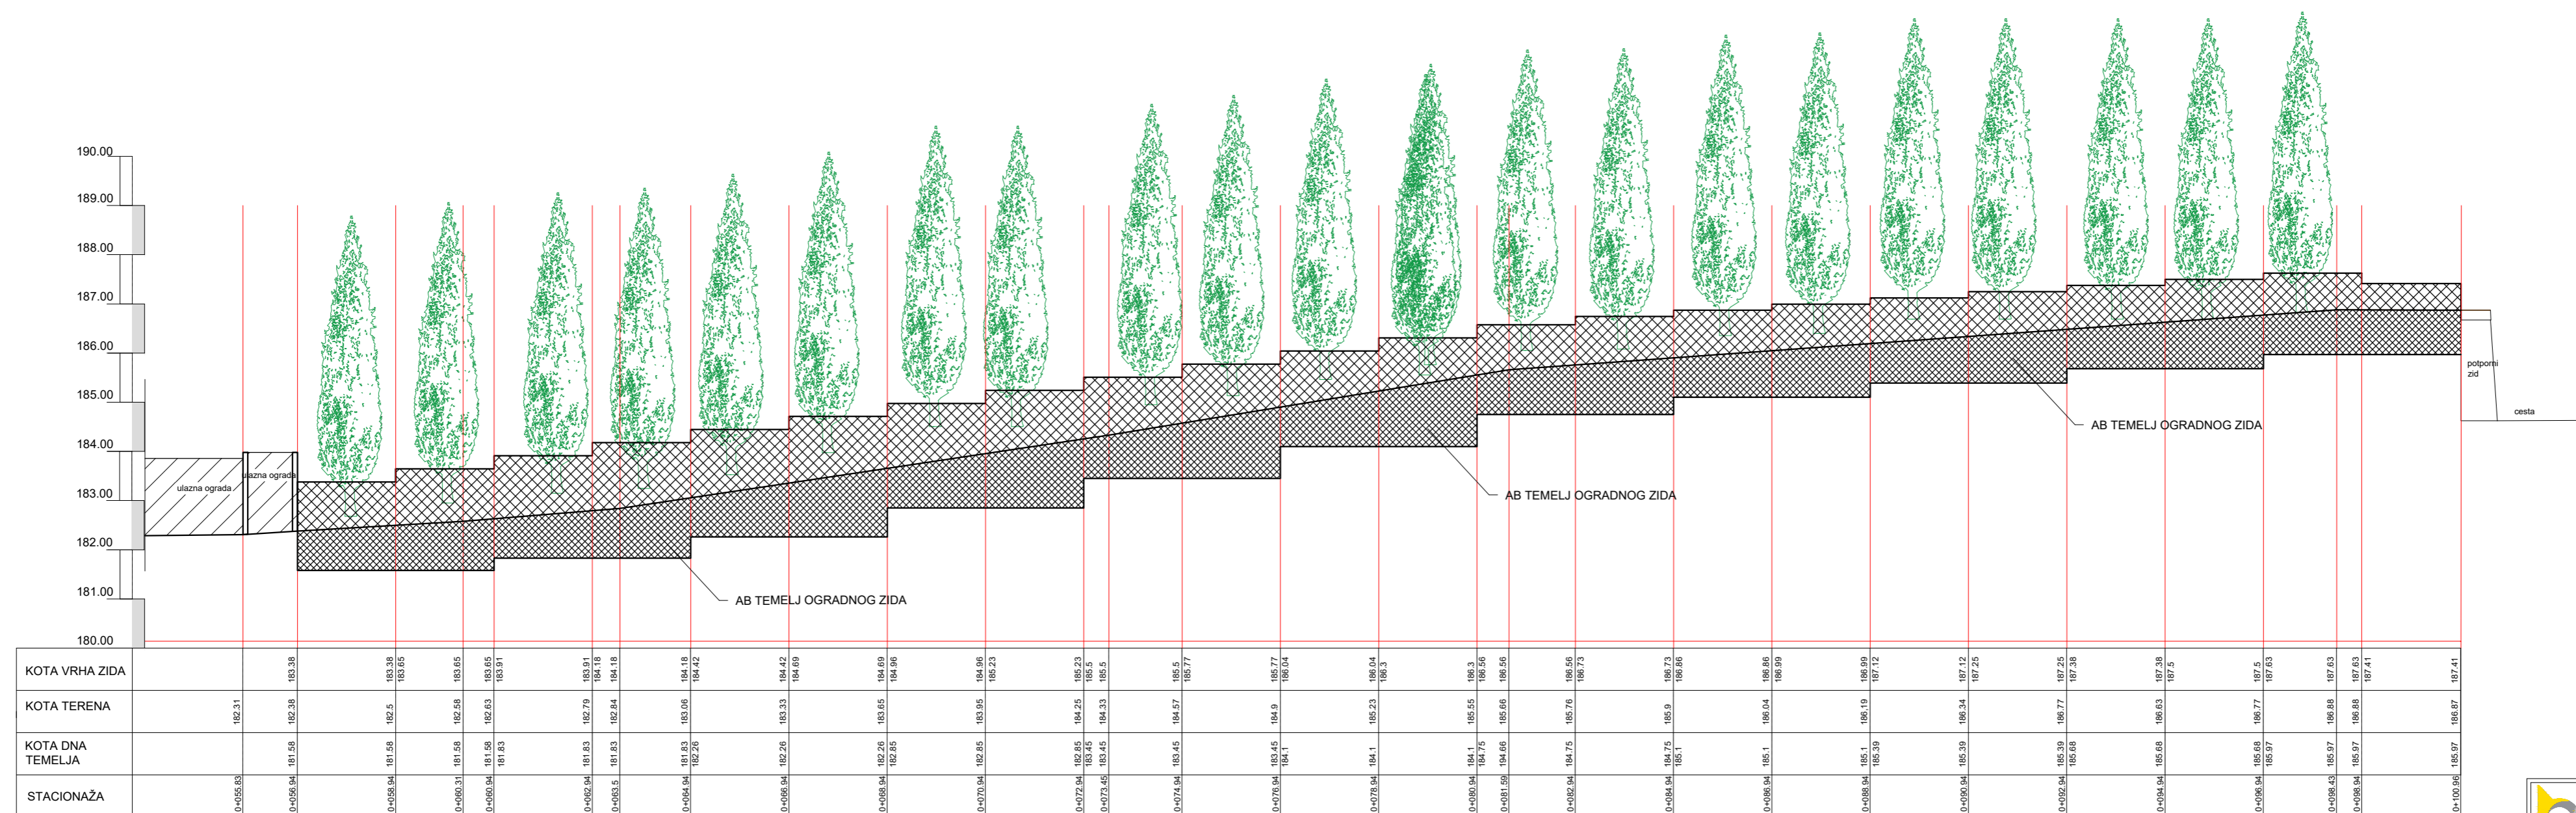 190.00
189.00
188.00
187.00
186.00
185.00
184.00
183.00
182.00
181.00
180.00
ulazna ograda
ulazna ograda
AB TEMELJ OGRADNOG ZIDA
AB TEMELJ OGRADNOG ZIDA
AB TEMELJ OGRADNOG ZIDA
potporni
zid
cesta
KOTA VRHA ZIDA
183.38 183.38 183.65 183.65 183.65 183.91 183.91 184.18 184.18 184.18 184.42 184.42 184.69 184.69 184.96 184.96 185.23 185.23 185.5 185.5 185.5 185.77 185.77 186.04 186.04 186.3 186.3 186.56 186.56 186.56 186.73 186.73 186.86 186.86 186.99 186.99 187.12 187.12 187.25 187.25 187.38 187.38 187.5 187.5 187.63 187.63 187.63 187.41 187.41
KOTA TERENA
182.31 182.38 182.5 182.58 182.63 182.79 182.84 183.06 183.33 183.65 183.95 184.25 184.33 184.57 184.9 185.23 185.55 185.66 185.76 185.9 186.04 186.19 186.34 186.77 186.63 186.77 186.88 186.88 186.87
KOTA DNA
TEMELJA
181.58 181.58 181.58 181.58 181.83 181.83 181.83 181.83 182.26 182.26 182.26 182.85 182.85 182.85 183.45 183.45 183.45 183.45 184.1 184.1 184.1 184.75 194.66 184.75 184.75 185.1 185.1 185.1 185.39 185.39 185.39 185.68 185.68 185.68 185.97 185.97 185.97 185.97
STACIONAŽA
0+055.83 0+056.94 0+058.94 0+060.31 0+060.94 0+062.94 0+063.5 0+064.94 0+066.94 0+068.94 0+070.94 0+072.94 0+073.45 0+074.94 0+076.94 0+078.94 0+080.94 0+081.59 0+082.94 0+084.94 0+086.94 0+088.94 0+090.94 0+092.94 0+094.94 0+096.94 0+098.43 0+098.94 0+100.96